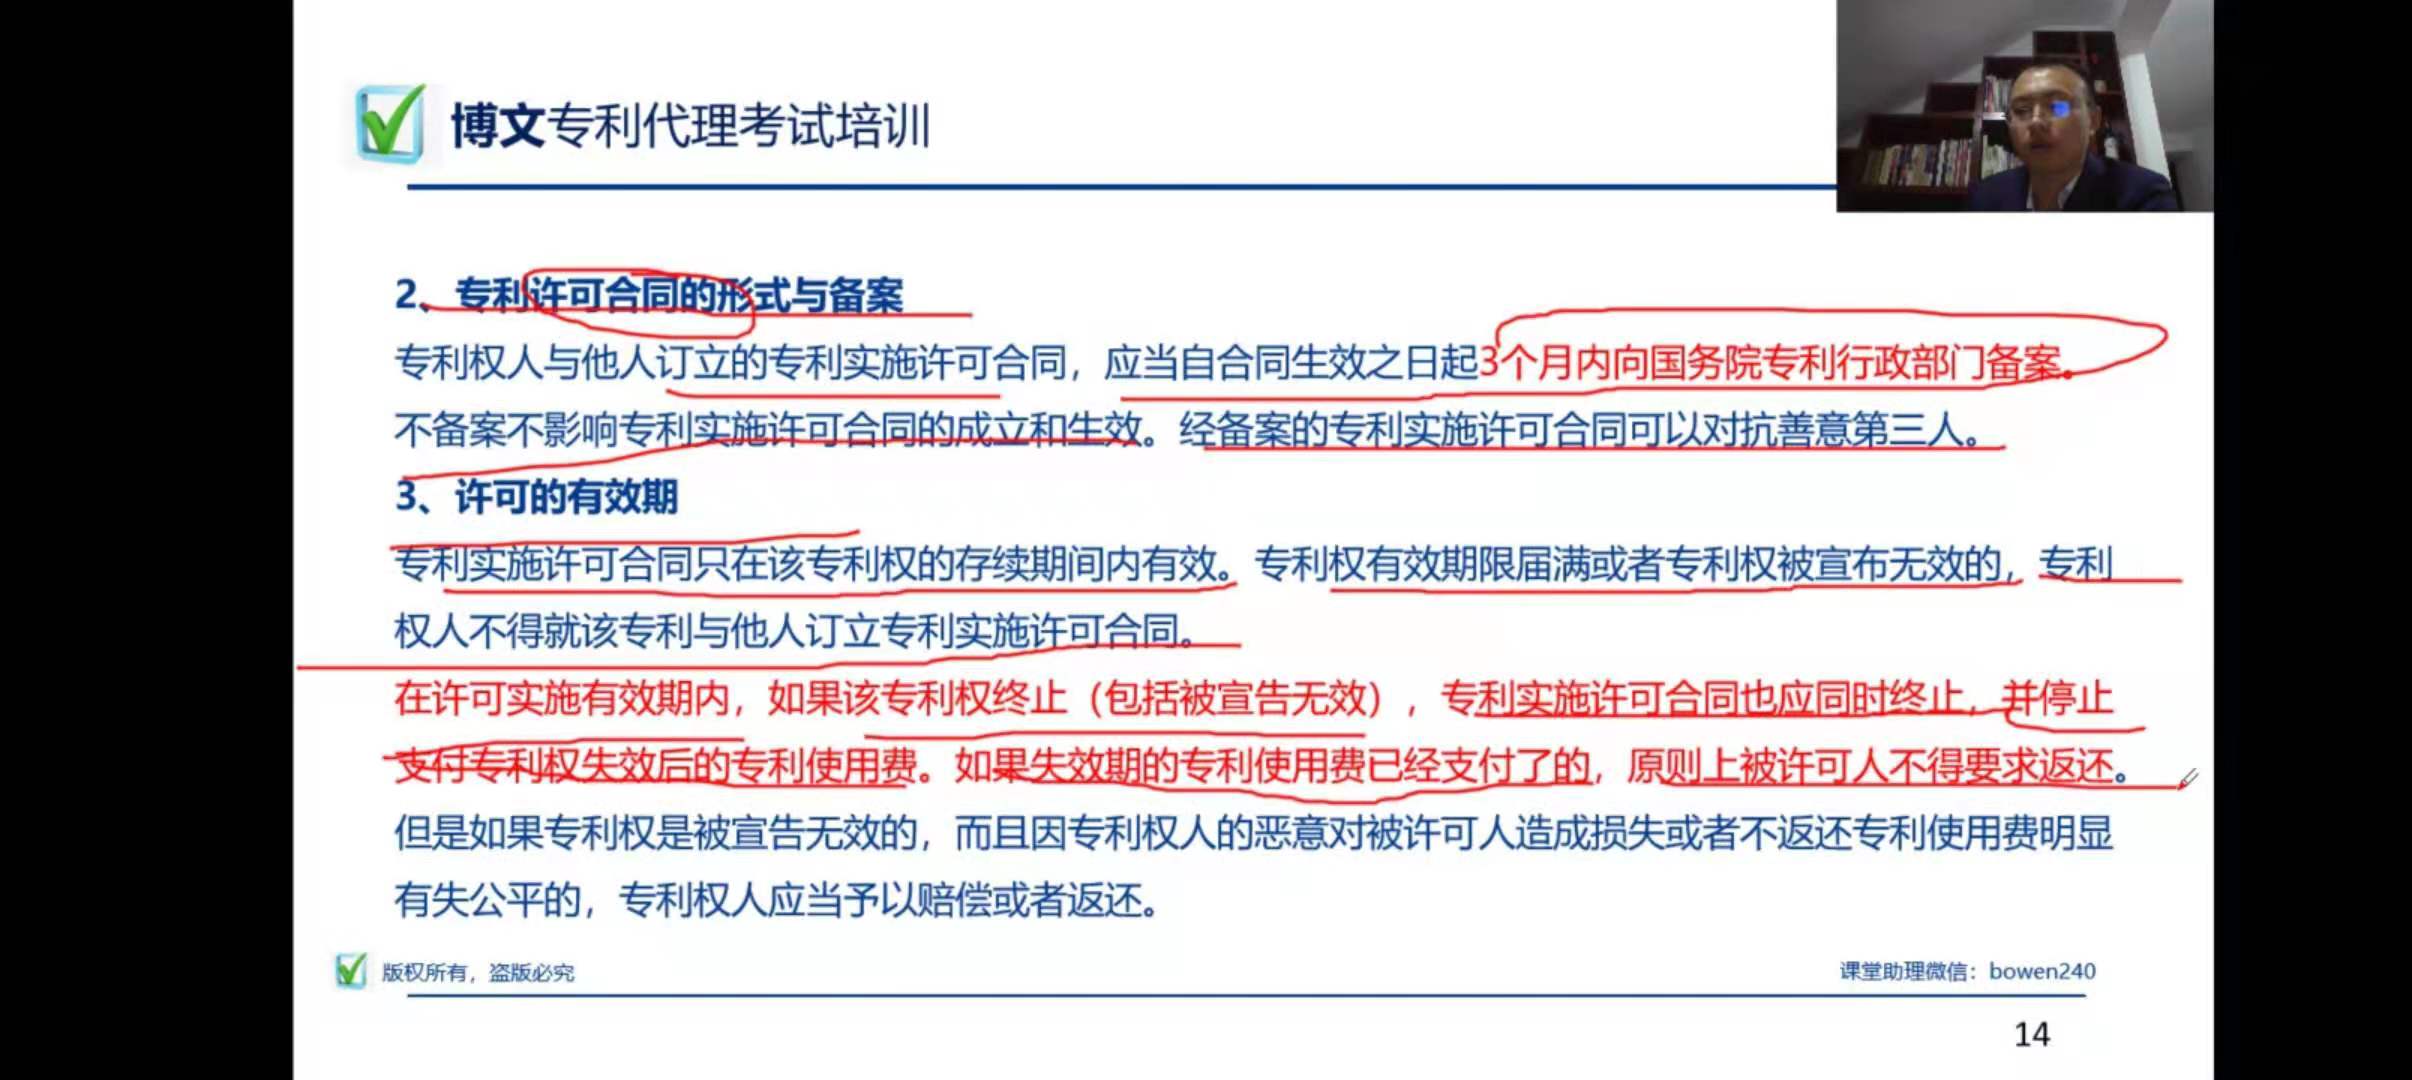 博文专利代理考试培训
2、专利许可合同的形式与备案
专利权人与他人订立的专利实施许可合同，应当自合同生效之日起3个月内向国务院专利行政部门备案。
不备案不影响专利实施许可合同的成立和生效。经备案的专利实施许可合同可以对抗善意第三人。
3、许可的有效期
专利实施许可合同只在该专利权的存续期间内有效。专利权有效期限届满或者专利权被宣布无效的，专利
权人不得就该专利与他人订立专利实施许可合同。
在许可实施有效期内，如果该专利权终止（包括被宣告无效），专利实施许可合同也应同时终止，并停止
支付专利权失效后的专利使用费。如果失效期的专利使用费已经支付了的，原则上被许可人不得要求返还。
但是如果专利权是被宣告无效的，而且因专利权人的恶意对被许可人造成损失或者不返还专利使用费明显
有失公平的，专利权人应当予以赔偿或者返还。
版权所有，盗版必究
课堂助理微信：bowen240
14